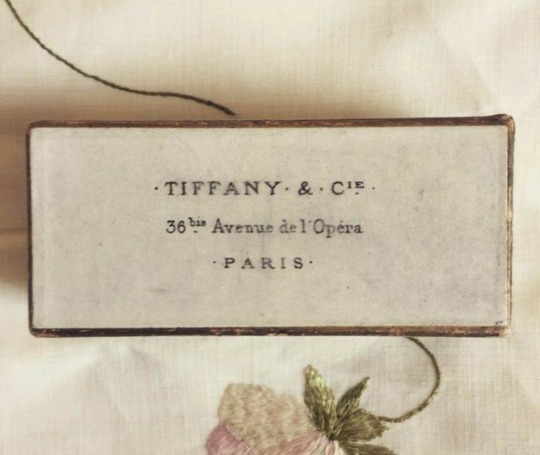 ·TIFFANY·&·Cᴵᴱ·
36ᵇⁱˢ Avenue de l'Opéra
·PARIS·